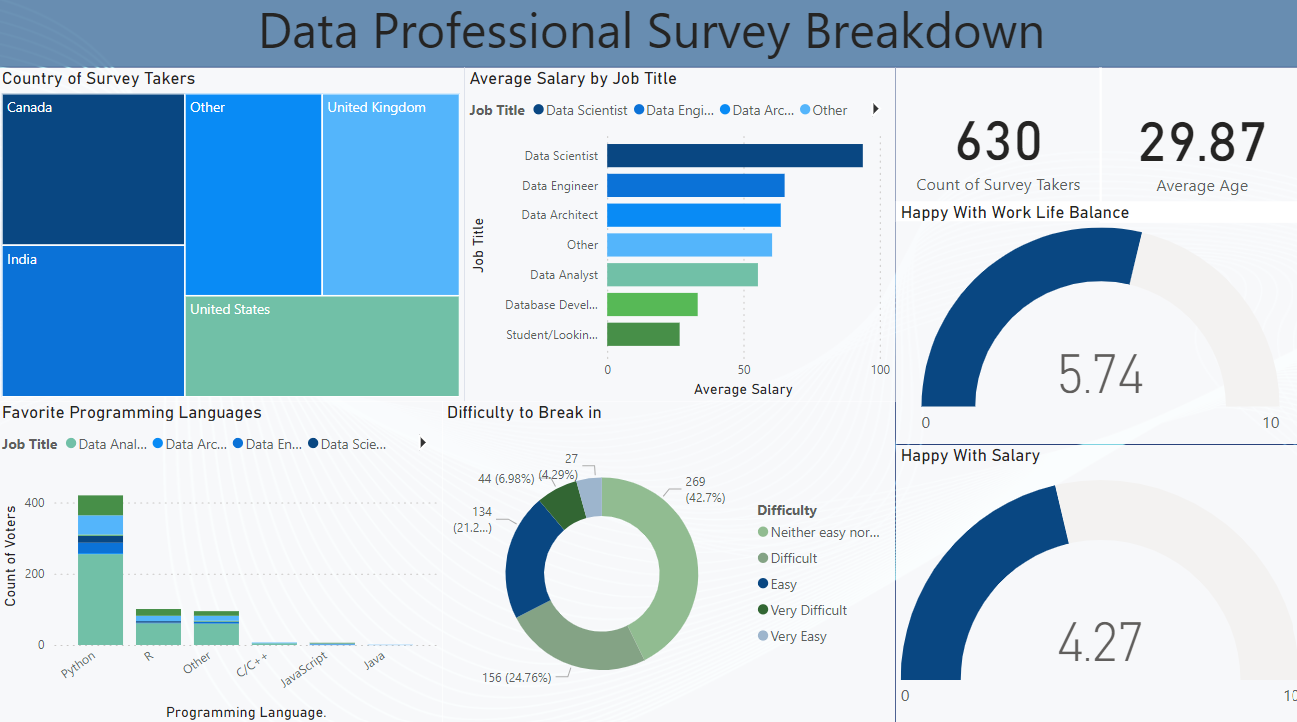 Data Professional Survey Breakdown
Country of Survey Takers
Canada
Other
United Kingdom
India
United States
Average Salary by Job Title
Job Title Data Scientist Data Engi... Data Arc... Other
Job Title
Data Scientist
Data Engineer
Data Architect
Other
Data Analyst
Database Devel...
Student/Lookin...
0 50 100
Average Salary
630
Count of Survey Takers
29.87
Average Age
Happy With Work Life Balance
5.74
0 10
Favorite Programming Languages
Job Title Data Anal... Data Arc... Data En... Data Scie...
Count of Voters
400
200
0
Python
R
Other
C/C++
JavaScript
Java
Programming Language.
Difficulty to Break in
27
(4.29%)
44 (6.98%)
269
(42.7%)
134
(21.2...)
156 (24.76%)
Difficulty
Neither easy nor...
Difficult
Easy
Very Difficult
Very Easy
Happy With Salary
4.27
0 10